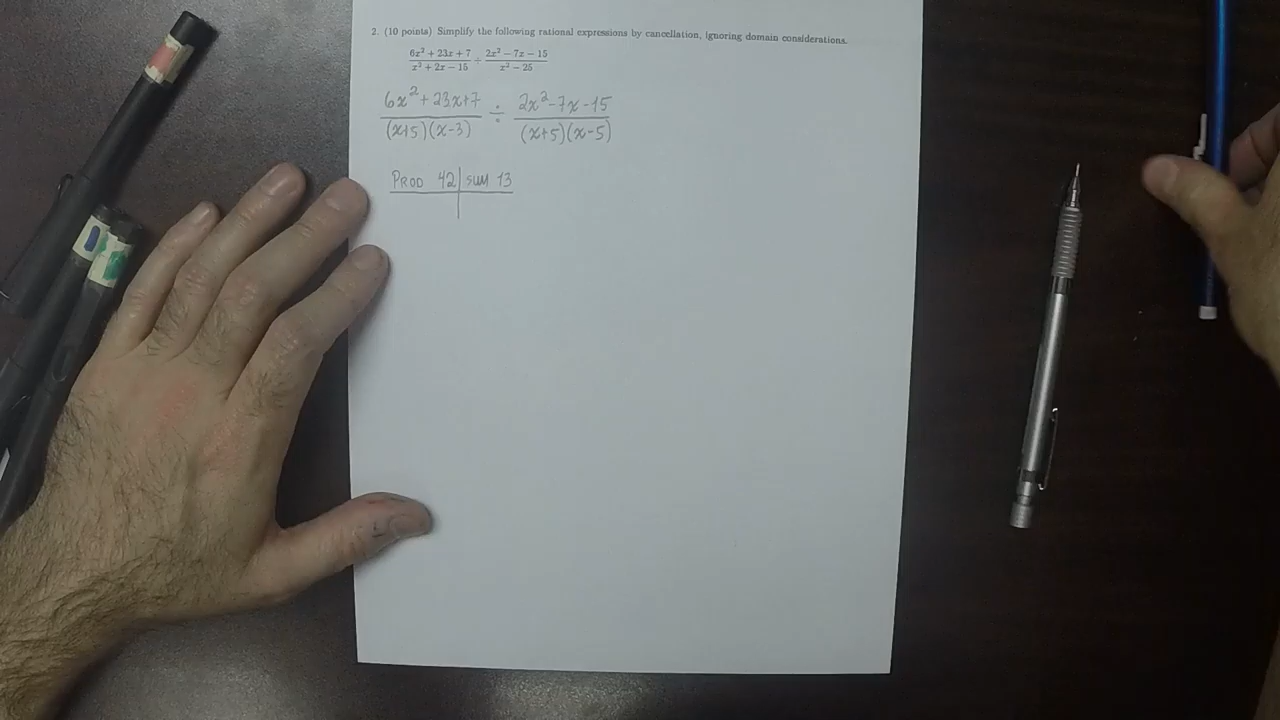 2. (10 points) Simplify the following rational expressions by cancellation, ignoring domain considerations.
6x² + 23x + 7 / x² + 2x − 15 ÷ 2x² − 7x − 15 / x² − 25
6x² + 23x+7 / (x+5)(x-3) ÷ 2x²-7x-15 / (x+5)(x-5)
PROD 42 | SUM 13